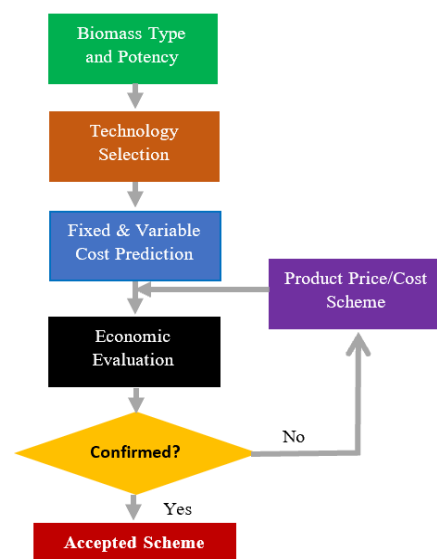 Biomass Type
and Potency
Technology
Selection
Fixed & Variable
Cost Prediction
Product Price/Cost
Scheme
Economic
Evaluation
Confirmed?
No
Yes
Accepted Scheme